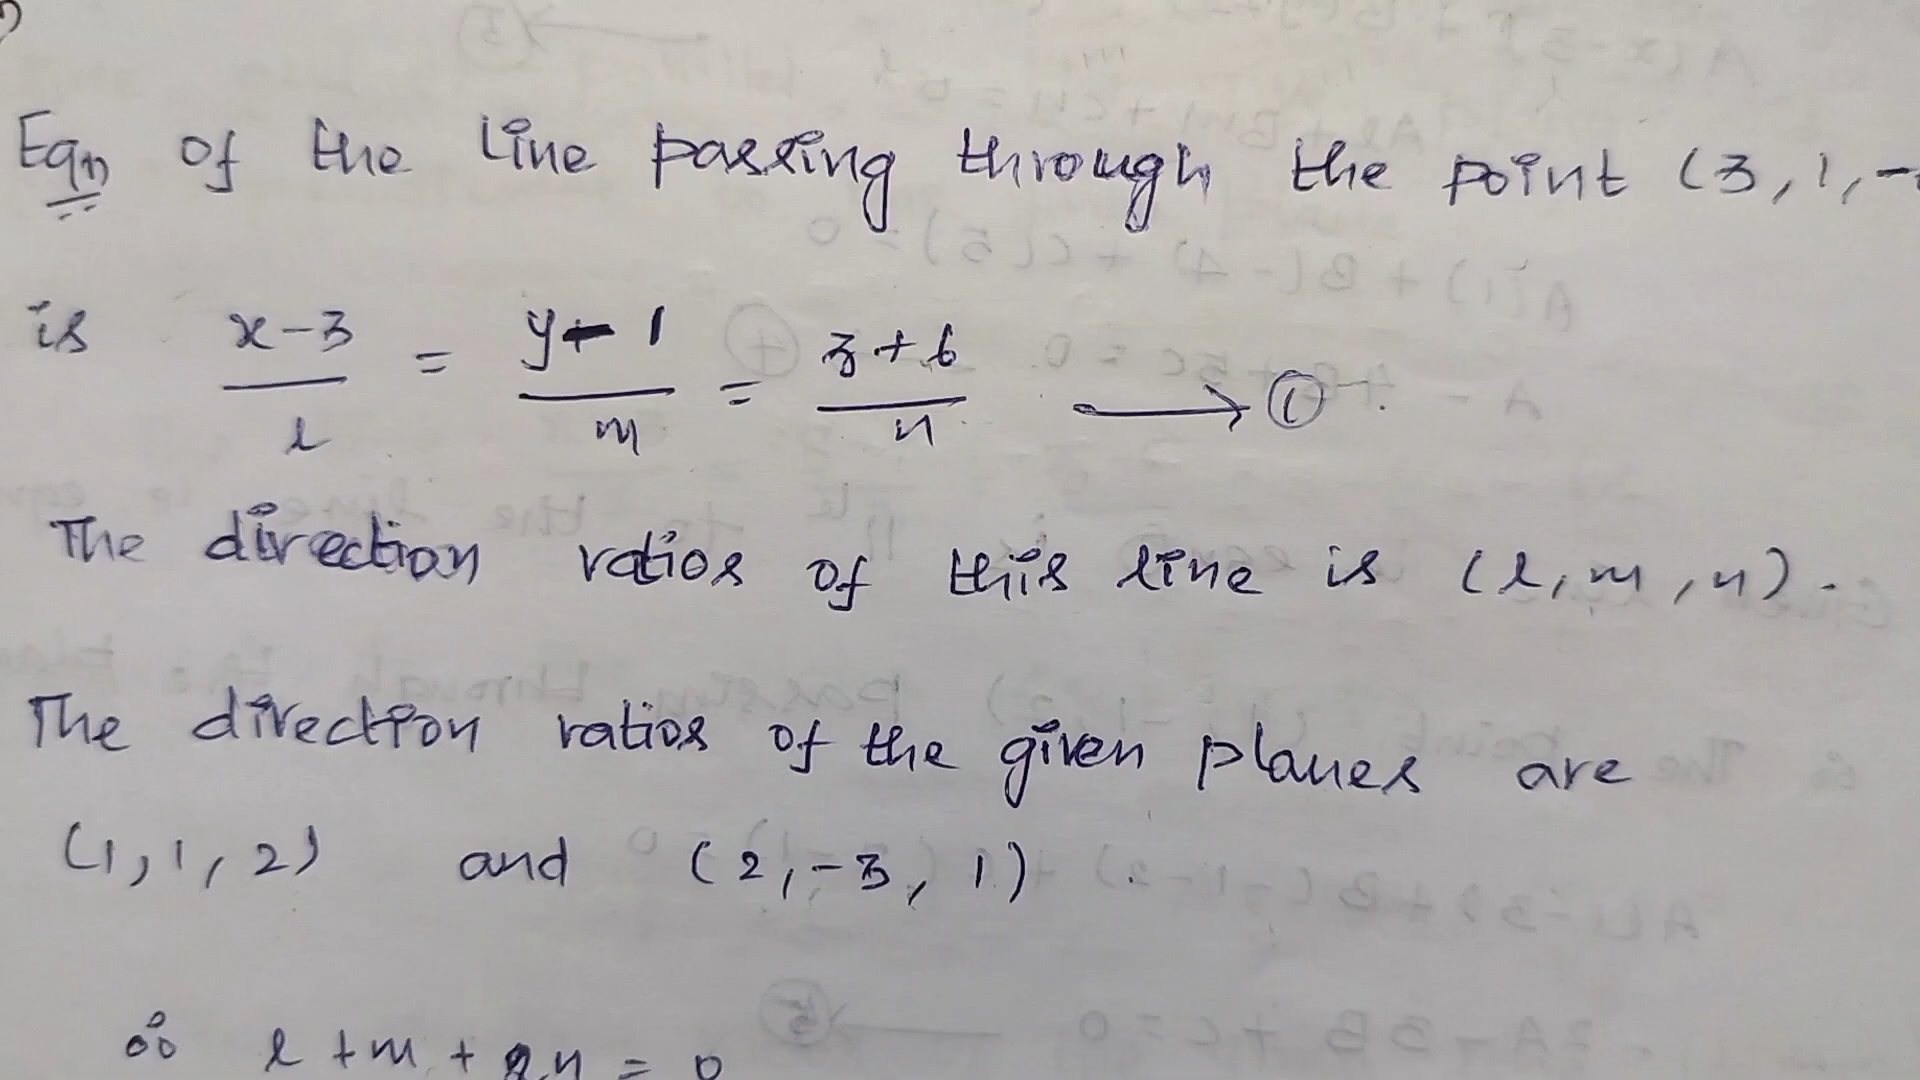 Eqn of the line passing through the point (3, 1, -
is x-3/l = y-1/m = z+6/n → ①
The direction ratios of this line is (l, m, n).
The direction ratios of the given planes are
(1, 1, 2) and (2, -3, 1)
∴ l + m + 2n = 0